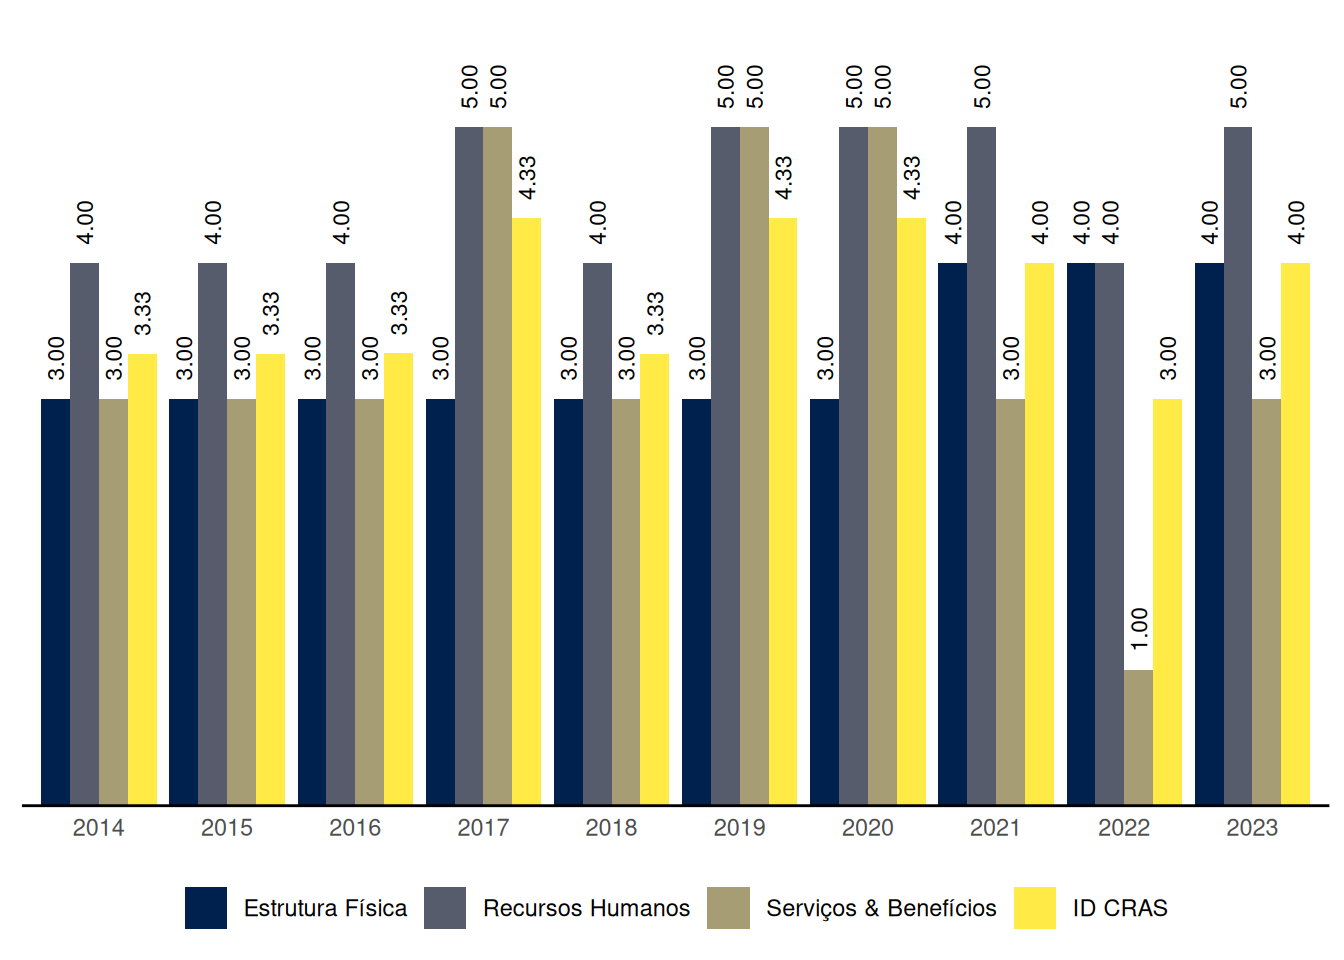 5.00 5.00 5.00 5.00 5.00 5.00 5.00 5.00
4.33 4.33 4.33
4.00 4.00 4.00 4.00 4.00 4.00 4.00 4.00 4.00 4.00
3.33 3.33 3.33 3.33
3.00 3.00 3.00 3.00 3.00 3.00 3.00 3.00 3.00 3.00 3.00 3.00 3.00 3.00
1.00
2014 2015 2016 2017 2018 2019 2020 2021 2022 2023
Estrutura Física Recursos Humanos Serviços & Benefícios ID CRAS